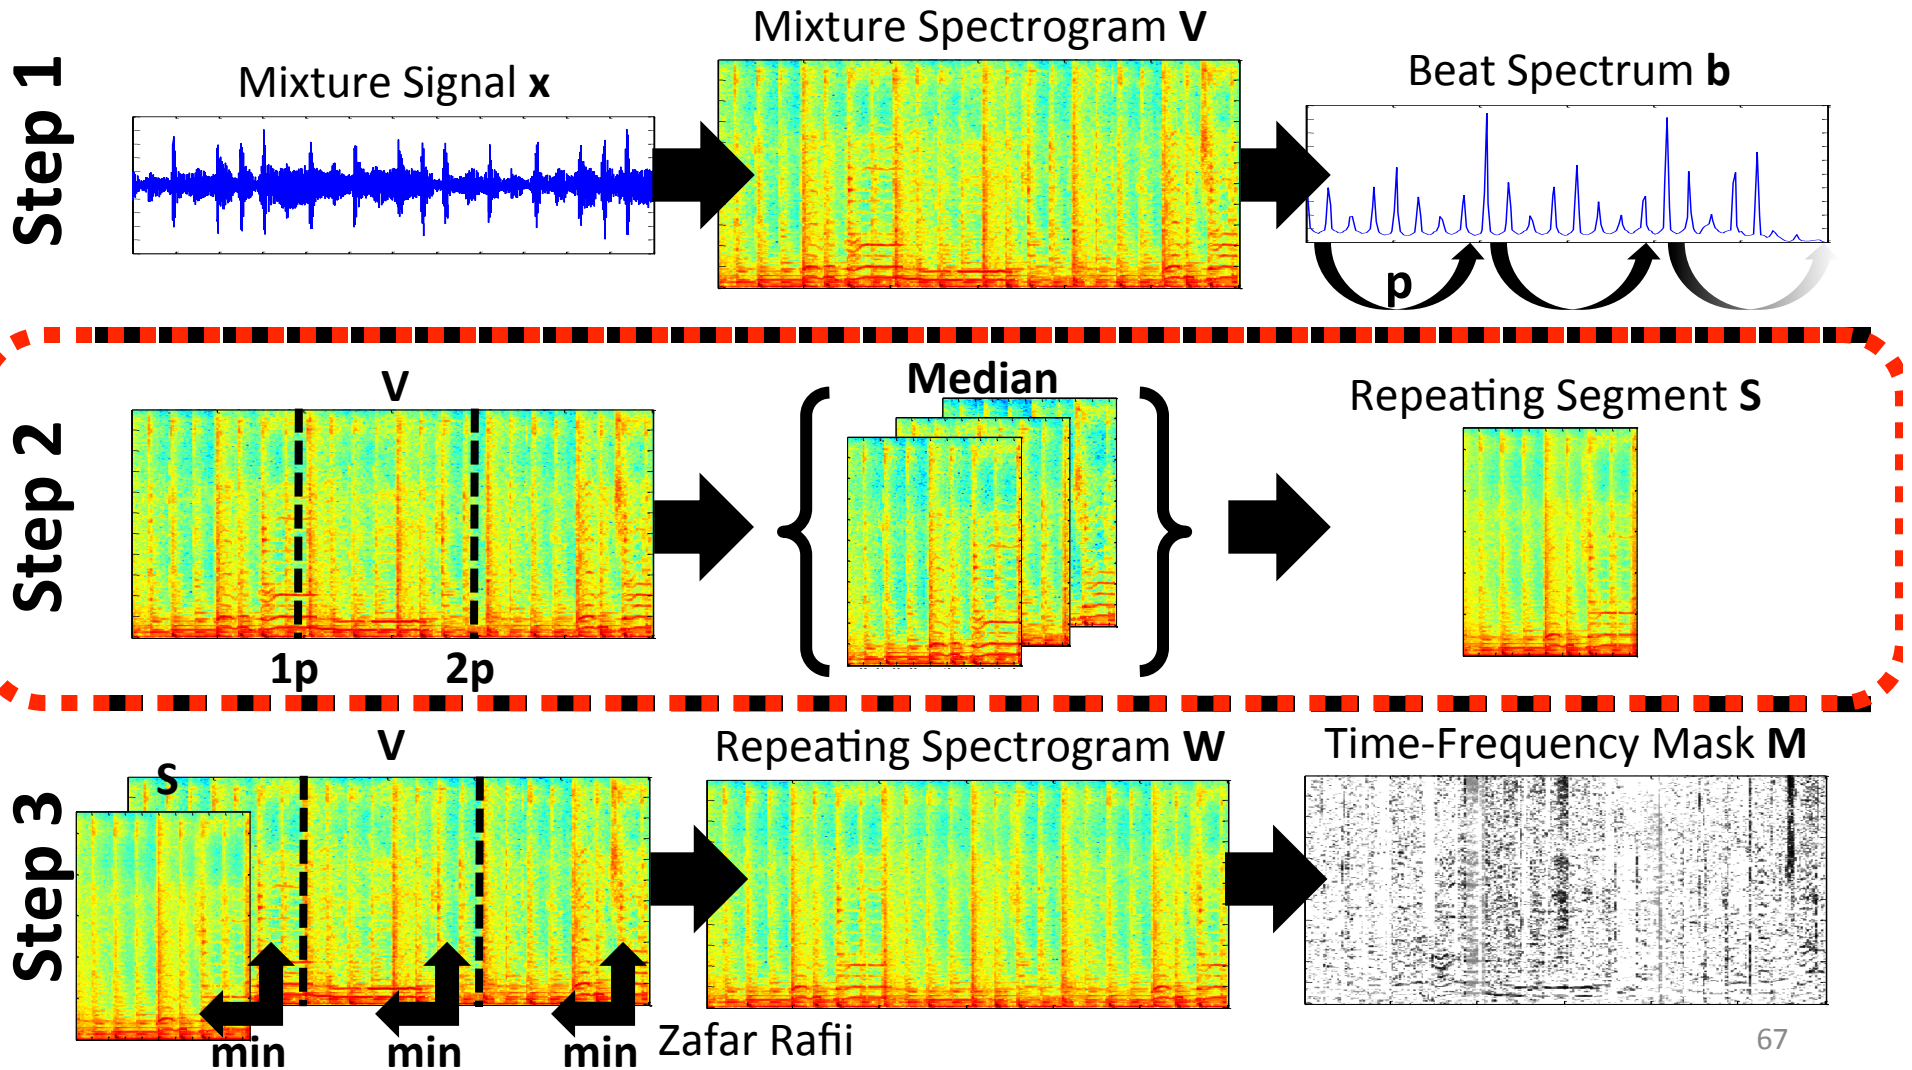 Step 1
Mixture Signal x
Mixture Spectrogram V
Beat Spectrum b
p
Step 2
V
1p
2p
Median
Repeating Segment S
Step 3
S
V
min
min
min
Repeating Spectrogram W
Time-Frequency Mask M
Zafar Rafii
67